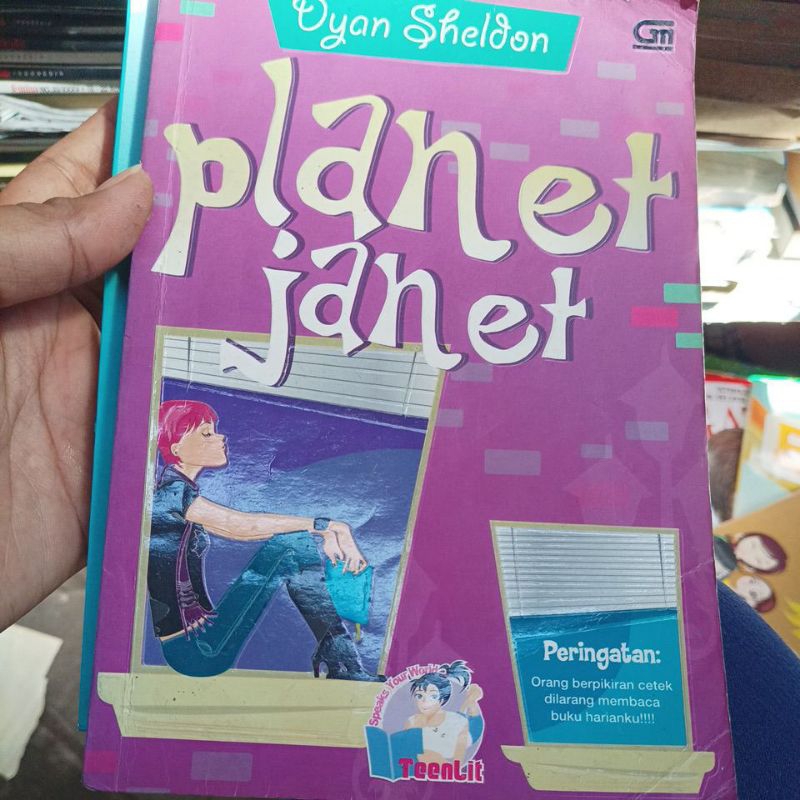 Dyan Sheldon
GM
planet
janet
Peringatan:
Orang berpikiran cetek
dilarang membaca
buku harianku!!!!
Speaks Your World
TeenLit